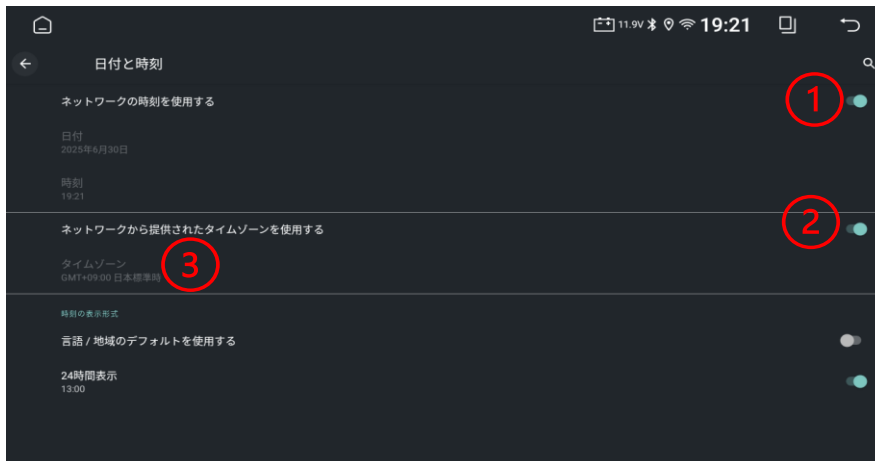 11.9V 19:21
日付と時刻
ネットワークの時刻を使用する
1
日付
2025年6月30日
時刻
19:21
ネットワークから提供されたタイムゾーンを使用する
2
タイムゾーン
GMT+09:00 日本標準時
3
時刻の表示形式
言語 / 地域のデフォルトを使用する
24時間表示
13:00